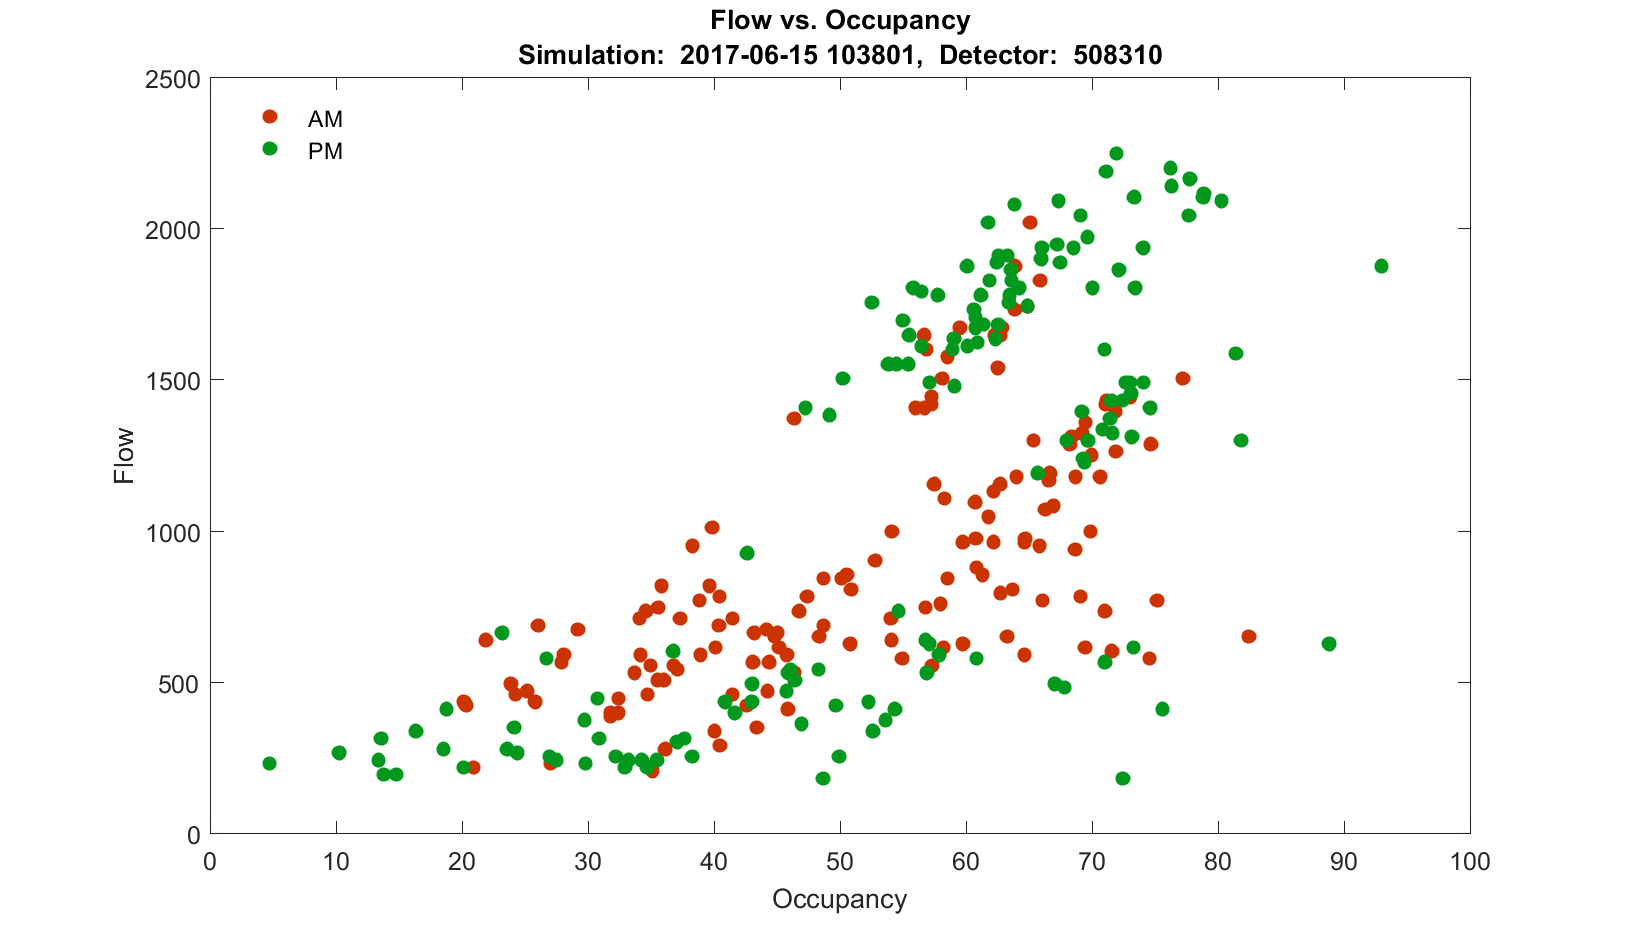 Flow vs. Occupancy
Simulation:  2017-06-15 103801,  Detector:  508310
2500
AM
PM
2000
1500
Flow
1000
500
0
0 10 20 30 40 50 60 70 80 90 100
Occupancy